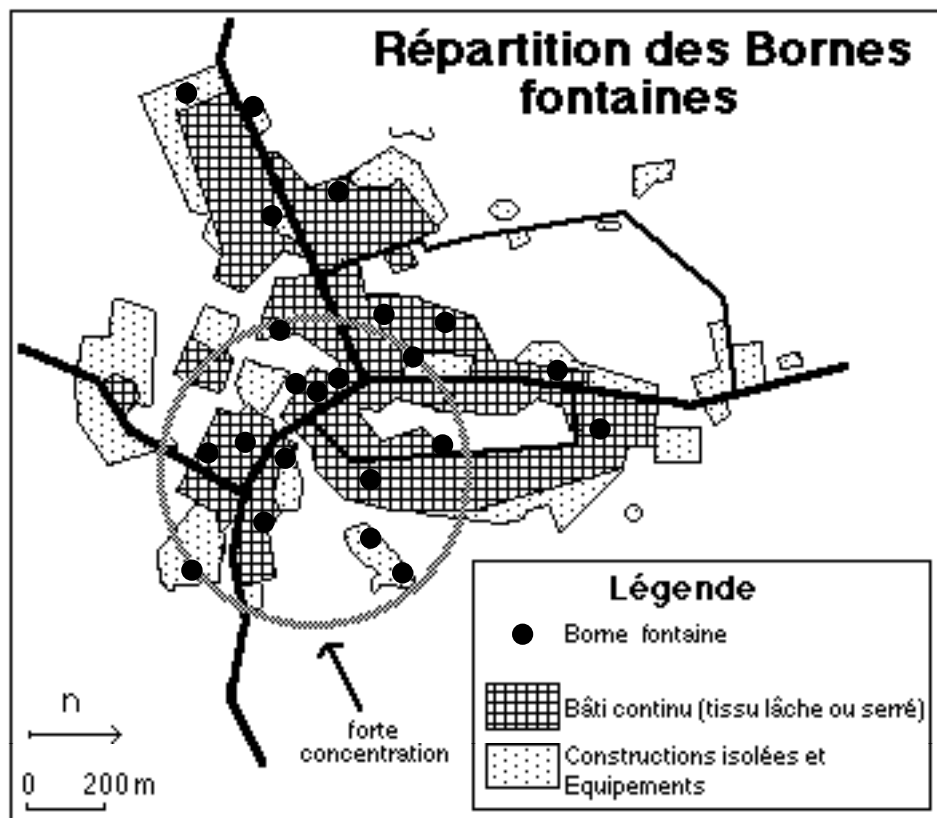 Répartition des Bornes
fontaines
Légende
Borne fontaine
Bâti continu (tissu lâche ou serré)
Constructions isolées et
Equipements
forte
concentration
n
0 200 m